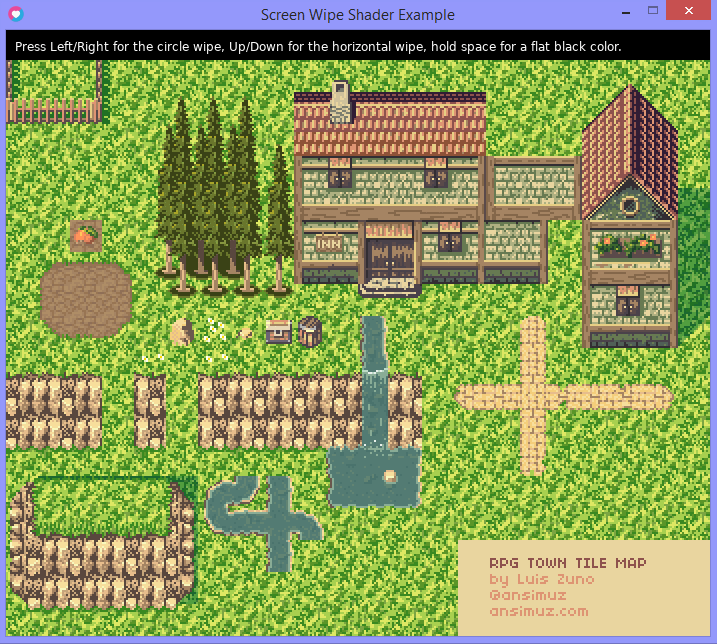 Screen Wipe Shader Example
Press Left/Right for the circle wipe, Up/Down for the horizontal wipe, hold space for a flat black color.
RPG TOWN TILE MAP
by Luis Zuno
@ansimuz
ansimuz.com